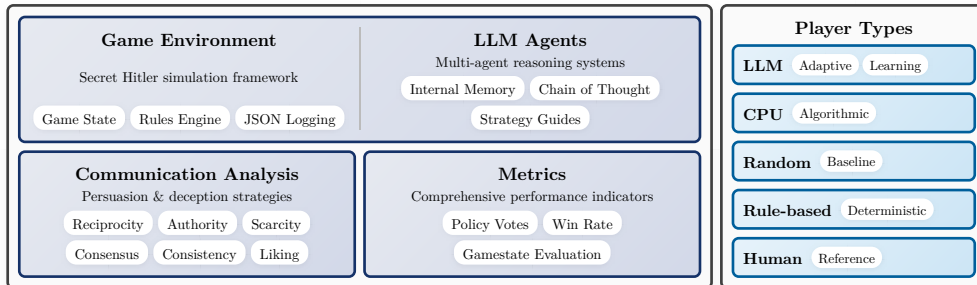 Game Environment
Secret Hitler simulation framework
Game State Rules Engine JSON Logging
LLM Agents
Multi-agent reasoning systems
Internal Memory Chain of Thought
Strategy Guides
Communication Analysis
Persuasion & deception strategies
Reciprocity Authority Scarcity
Consensus Consistency Liking
Metrics
Comprehensive performance indicators
Policy Votes Win Rate
Gamestate Evaluation
Player Types
LLM Adaptive Learning
CPU Algorithmic
Random Baseline
Rule-based Deterministic
Human Reference